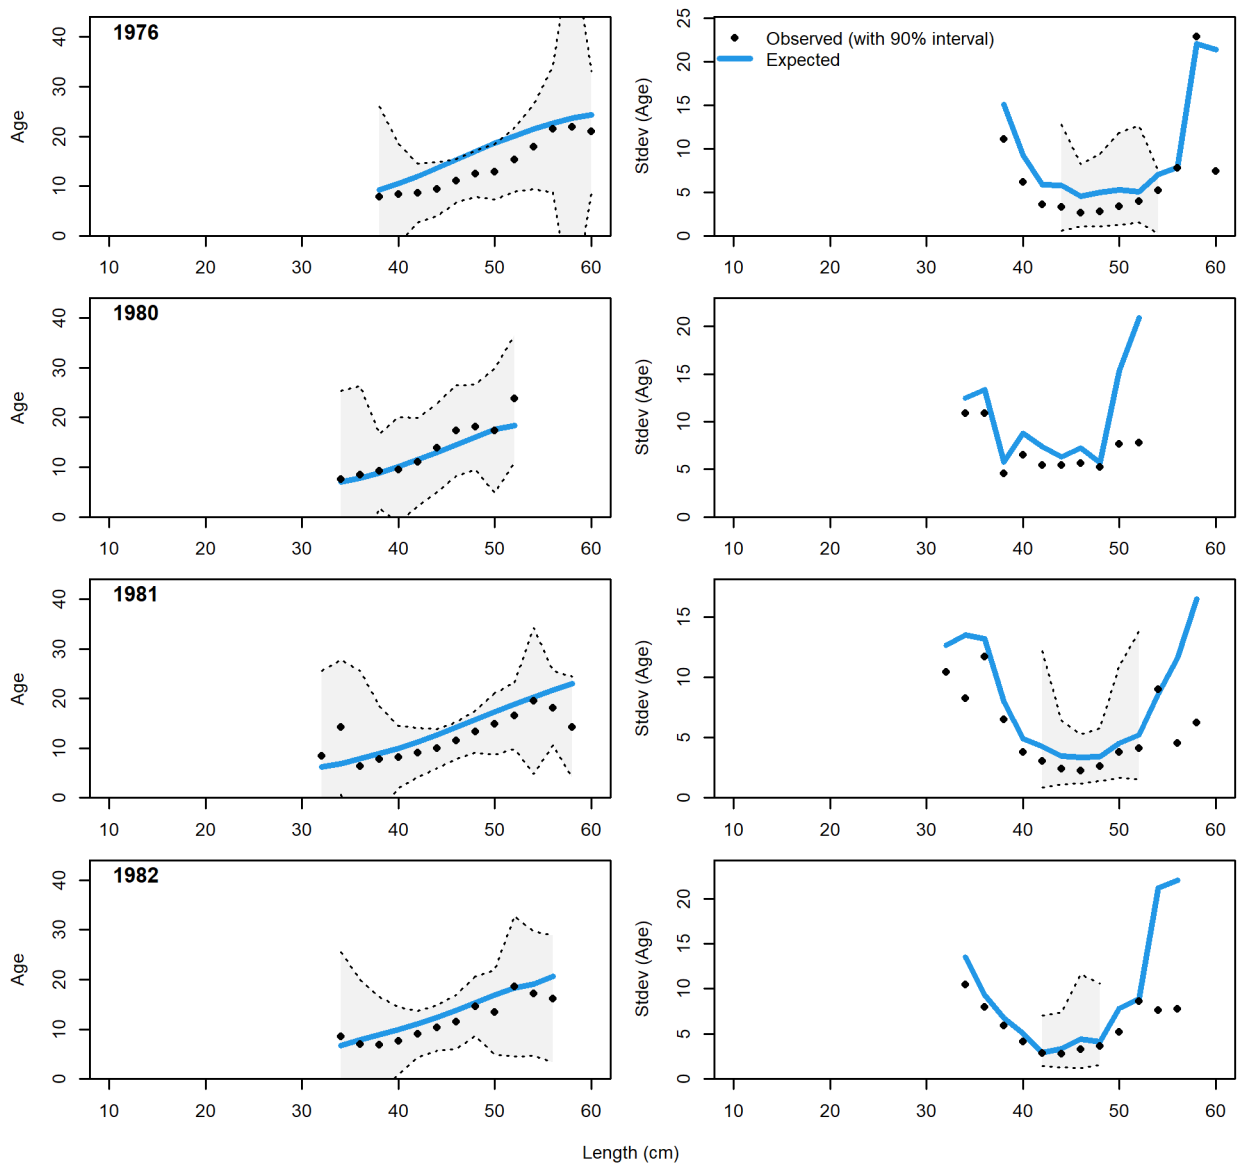 1976
Age
0 10 20 30 40
10 20 30 40 50 60
Observed (with 90% interval)
Expected
Stdev (Age)
0 5 10 15 20 25
10 20 30 40 50 60
1980
Age
0 10 20 30 40
10 20 30 40 50 60
Stdev (Age)
0 5 10 15 20
10 20 30 40 50 60
1981
Age
0 10 20 30 40
10 20 30 40 50 60
Stdev (Age)
0 5 10 15
10 20 30 40 50 60
1982
Age
0 10 20 30 40
10 20 30 40 50 60
Stdev (Age)
0 5 10 15 20
10 20 30 40 50 60
Length (cm)